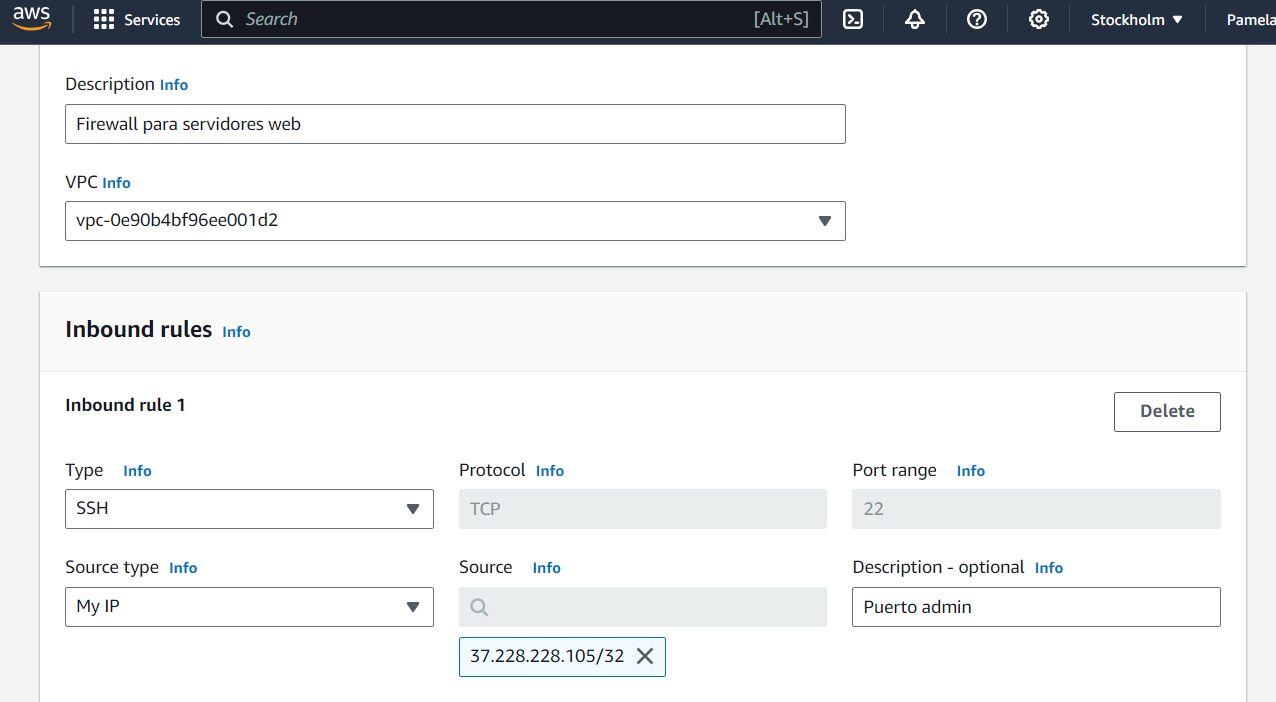 aws Services Search [Alt+S] Stockholm Pamela
Description Info
Firewall para servidores web
VPC Info
vpc-0e90b4bf96ee001d2
Inbound rules Info
Inbound rule 1 Delete
Type Info Protocol Info Port range Info
SSH TCP 22
Source type Info Source Info Description - optional Info
My IP Puerto admin
37.228.228.105/32